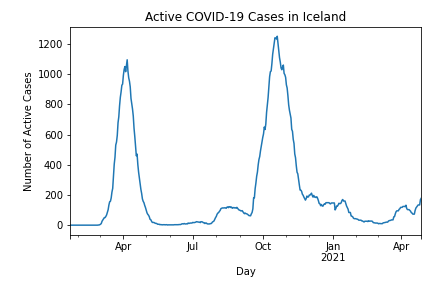 Active COVID-19 Cases in Iceland
Number of Active Cases
1200
1000
800
600
400
200
0
Apr
Jul
Oct
Jan
2021
Apr
Day